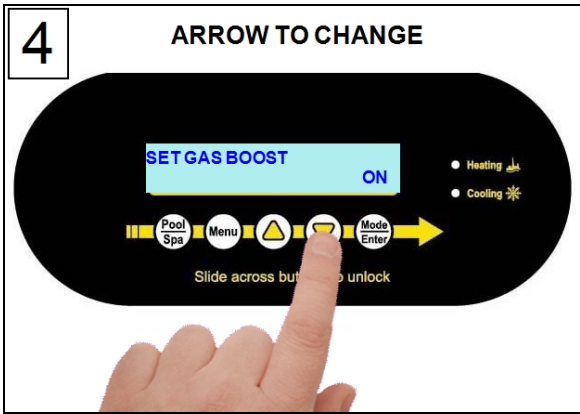 4
ARROW TO CHANGE
SET GAS BOOST
ON
Heating
Cooling
Pool
Spa
Menu
Mode
Enter
Slide across but
o unlock